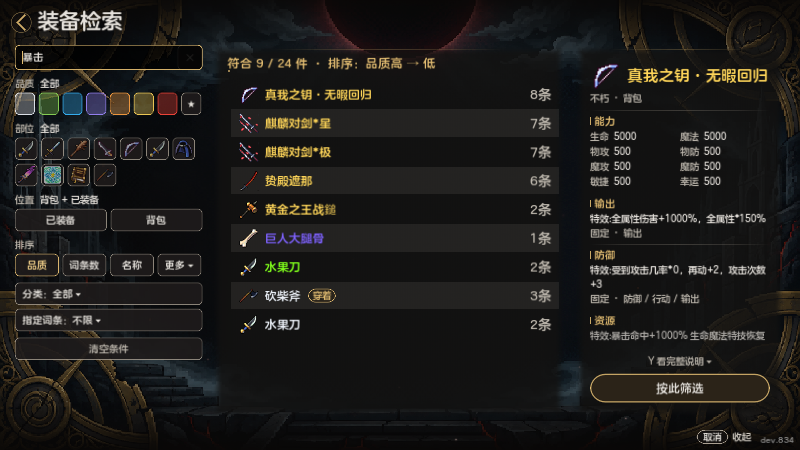 装备检索
暴击
品质 全部
★
部位 全部
位置 背包 + 已装备
已装备 背包
排序
品质 词条数 名称 更多
分类: 全部
指定词条: 不限
清空条件
符合 9 / 24 件 · 排序: 品质高 → 低
真我之钥·无暇回归 8条
麒麟对剑*星 7条
麒麟对剑*极 7条
贽殿遮那 6条
黄金之王战鎚 2条
巨人大腿骨 1条
水果刀 2条
砍柴斧 穿着 3条
水果刀 2条
真我之钥·无暇回归
不朽 · 背包
能力
生命 5000 魔法 5000
物攻 500 物防 500
魔攻 500 魔防 500
敏捷 500 幸运 500
输出
特效:全属性伤害+1000%, 全属性*150%
固定 · 输出
防御
特效:受到攻击几率*0, 再动+2, 攻击次数
+3
固定 · 防御 / 行动 / 输出
资源
特效:暴击命中+1000% 生命魔法特技恢复
Y 看完整说明
按此筛选
取消 收起
dev.834